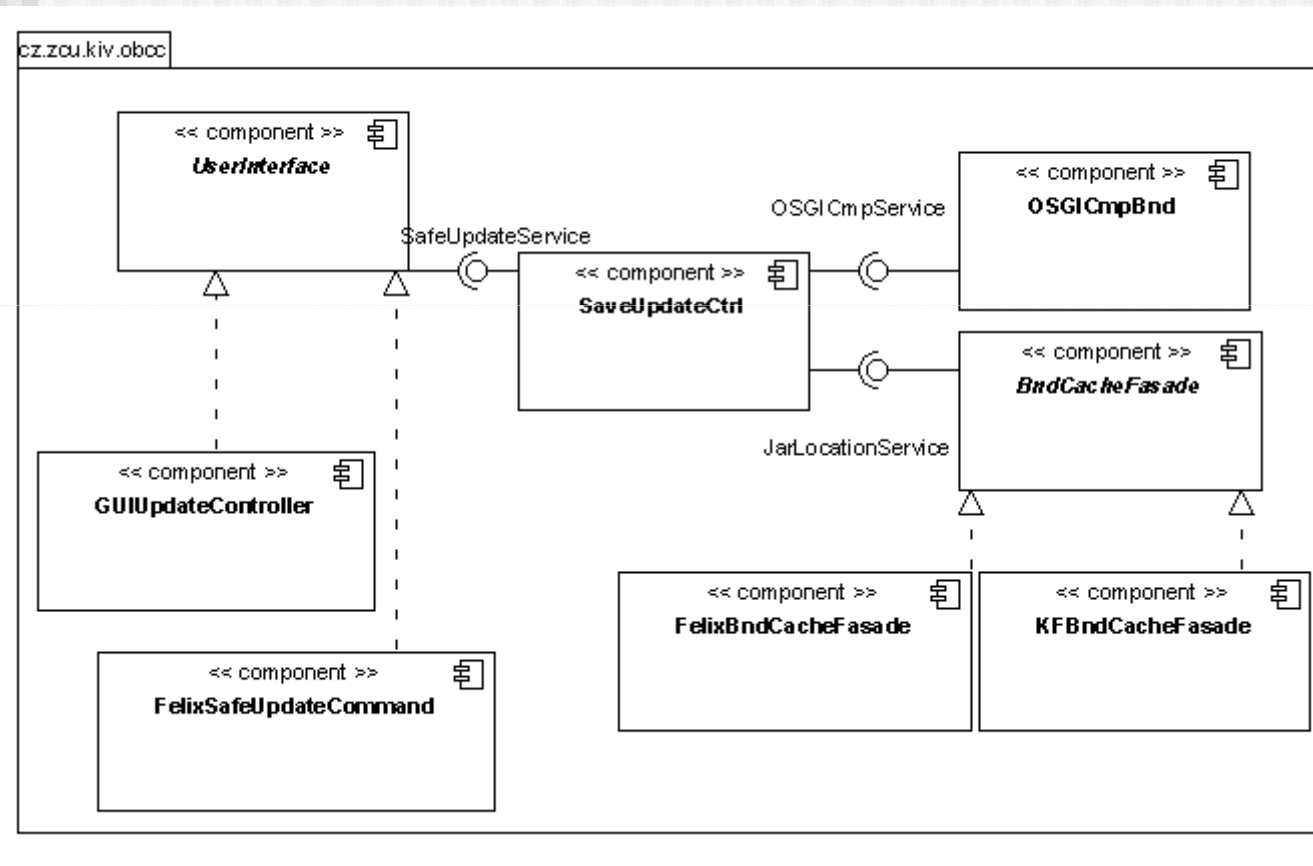 cz.zcu.kiv.obcc
<< component >>
UserInterface
<< component >>
OSGICmpBnd
OSGICmpService
SafeUpdateService
<< component >>
SaveUpdateCtrl
<< component >>
BndCacheFasade
JarLocationService
<< component >>
GUIUpdateController
<< component >>
FelixBndCacheFasade
<< component >>
KFBndCacheFasade
<< component >>
FelixSafeUpdateCommand